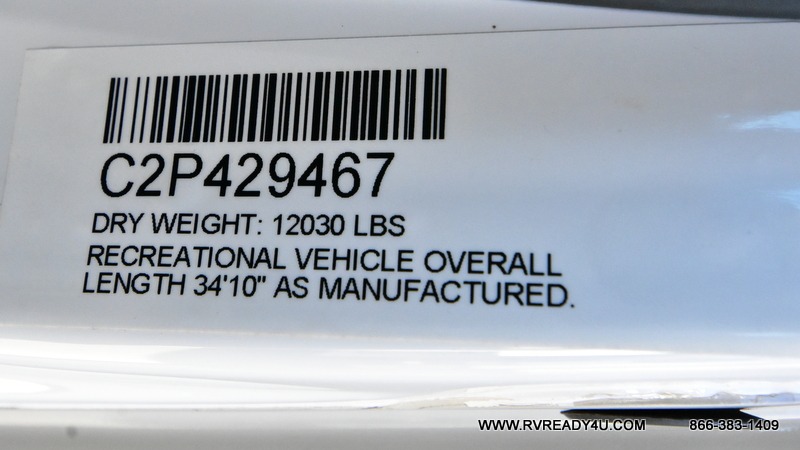 C2P429467
DRY WEIGHT: 12030 LBS
RECREATIONAL VEHICLE OVERALL
LENGTH 34'10" AS MANUFACTURED.
WWW.RVREADY4U.COM 866-383-1409